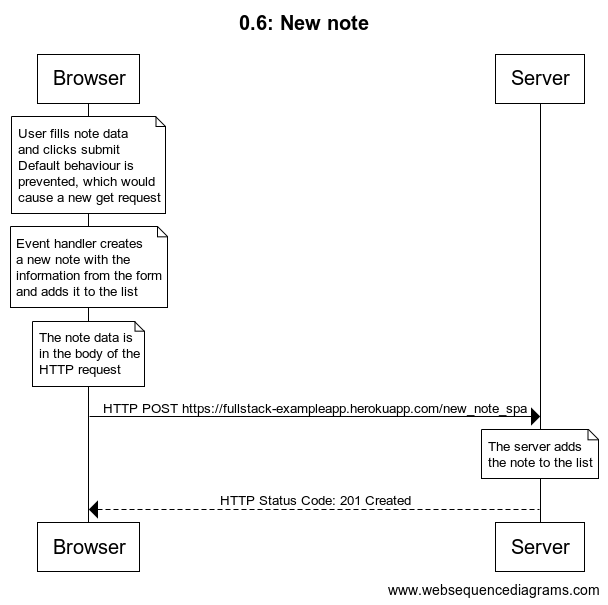 0.6: New note
Browser
Server
User fills note data
and clicks submit
Default behaviour is
prevented, which would
cause a new get request
Event handler creates
a new note with the
information from the form
and adds it to the list
The note data is
in the body of the
HTTP request
HTTP POST https://fullstack-exampleapp.herokuapp.com/new_note_spa
The server adds
the note to the list
HTTP Status Code: 201 Created
Browser
Server
www.websequencediagrams.com